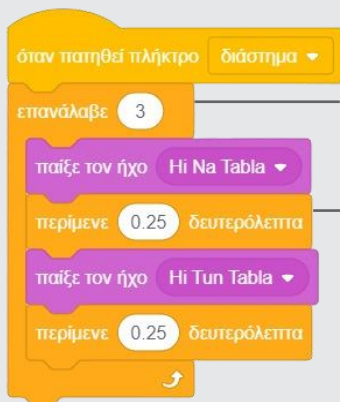 όταν πατηθεί πλήκτρο διάστημα
επανάλαβε 3
παίξε τον ήχο Hi Na Tabla
περίμενε 0.25 δευτερόλεπτα
παίξε τον ήχο Hi Tun Tabla
περίμενε 0.25 δευτερόλεπτα